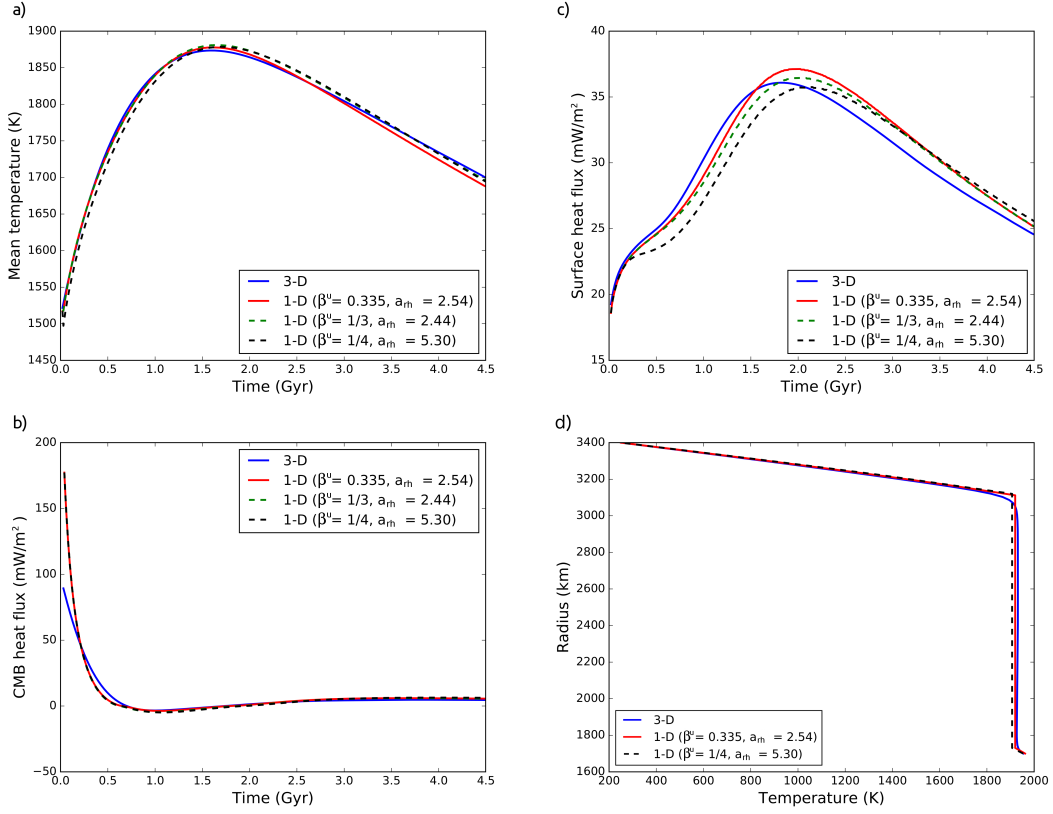 a)
1900
1850
1800
1750
1700
1650
1600
1550
1500
1450
Mean temperature (K)
3-D
1-D (βᵘ= 0.335, aᵣₕ = 2.54)
1-D (βᵘ= 1/3, aᵣₕ = 2.44)
1-D (βᵘ= 1/4, aᵣₕ = 5.30)
0.0 0.5 1.0 1.5 2.0 2.5 3.0 3.5 4.0 4.5
Time (Gyr)
c)
40
35
30
25
20
15
Surface heat flux (mW/m²)
3-D
1-D (βᵘ= 0.335, aᵣₕ = 2.54)
1-D (βᵘ= 1/3, aᵣₕ = 2.44)
1-D (βᵘ= 1/4, aᵣₕ = 5.30)
0.0 0.5 1.0 1.5 2.0 2.5 3.0 3.5 4.0 4.5
Time (Gyr)
b)
200
150
100
50
0
−50
CMB heat flux (mW/m²)
3-D
1-D (βᵘ= 0.335, aᵣₕ = 2.54)
1-D (βᵘ= 1/3, aᵣₕ = 2.44)
1-D (βᵘ= 1/4, aᵣₕ = 5.30)
0.0 0.5 1.0 1.5 2.0 2.5 3.0 3.5 4.0 4.5
Time (Gyr)
d)
3400
3200
3000
2800
2600
2400
2200
2000
1800
1600
Radius (km)
3-D
1-D (βᵘ= 0.335, aᵣₕ = 2.54)
1-D (βᵘ= 1/4, aᵣₕ = 5.30)
200 400 600 800 1000 1200 1400 1600 1800 2000
Temperature (K)